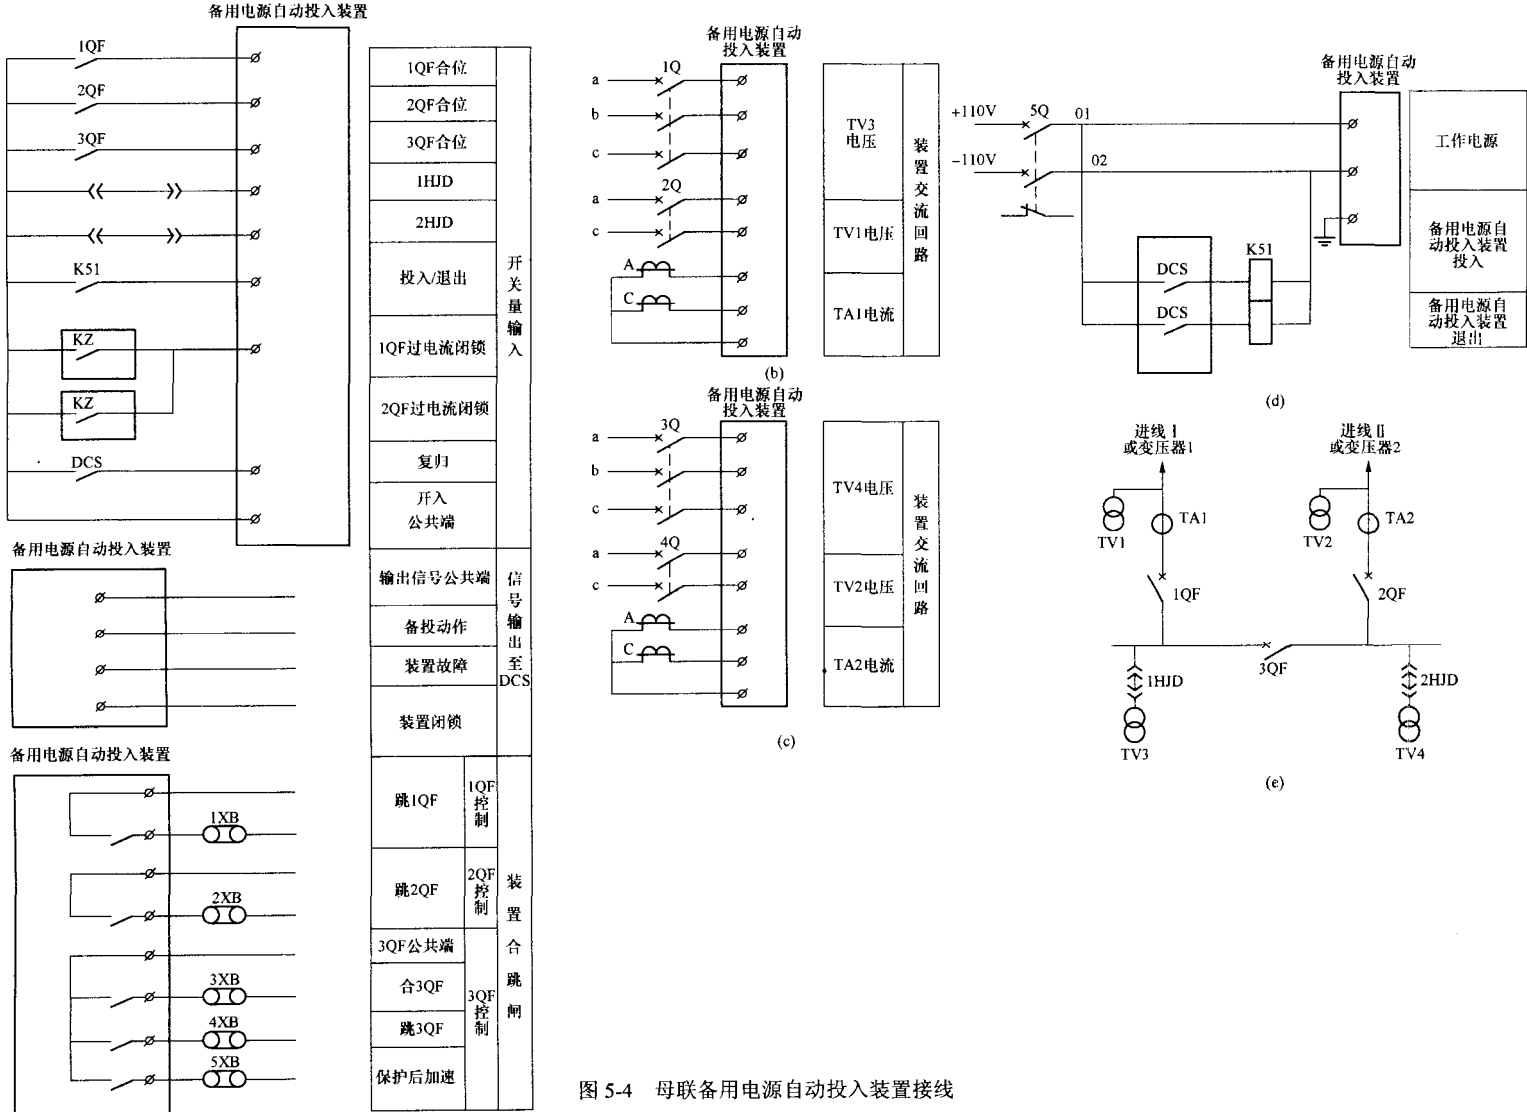 备用电源自动投入装置
1QF
2QF
3QF
K51
KZ
KZ
DCS
1QF合位
2QF合位
3QF合位
1HJD
2HJD
投入/退出
1QF过电流闭锁
2QF过电流闭锁
复归
开入
公共端
开关量输入
备用电源自动投入装置
输出信号公共端
备投动作
装置故障
装置闭锁
信号输出至DCS
备用电源自动投入装置
1XB
2XB
3XB
4XB
5XB
跳1QF
1QF控制
跳2QF
2QF控制
3QF公共端
合3QF
跳3QF
保护后加速
3QF控制
装置合跳闸
备用电源自动
投入装置
a
1Q
b
c
a
2Q
c
A
C
TV3
电压
TV1电压
TA1电流
装置交流回路
(b)
备用电源自动
投入装置
a
3Q
b
c
a
4Q
c
A
C
TV4电压
TV2电压
TA2电流
装置交流回路
(c)
备用电源自动
投入装置
+110V
5Q
01
-110V
02
DCS
DCS
K51
工作电源
备用电源自
动投入装置
投入
备用电源自
动投入装置
退出
(d)
进线Ⅰ
或变压器1
进线Ⅱ
或变压器2
TV1
TA1
TV2
TA2
1QF
2QF
3QF
1HJD
2HJD
TV3
TV4
(e)
图 5-4 母联备用电源自动投入装置接线